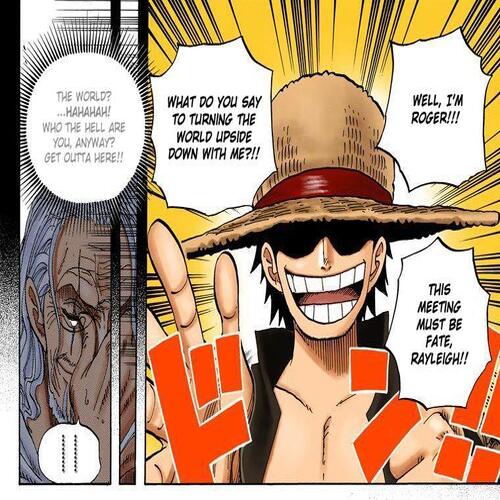 WELL, I'M
ROGER!!!
THIS
MEETING
MUST BE
FATE,
RAYLEIGH!!
WHAT DO YOU SAY
TO TURNING THE
WORLD UPSIDE
DOWN WITH ME?!!
ドン!!
THE WORLD?
...HAHAHAH!
WHO THE HELL ARE
YOU, ANYWAY?
GET OUTTA HERE!!